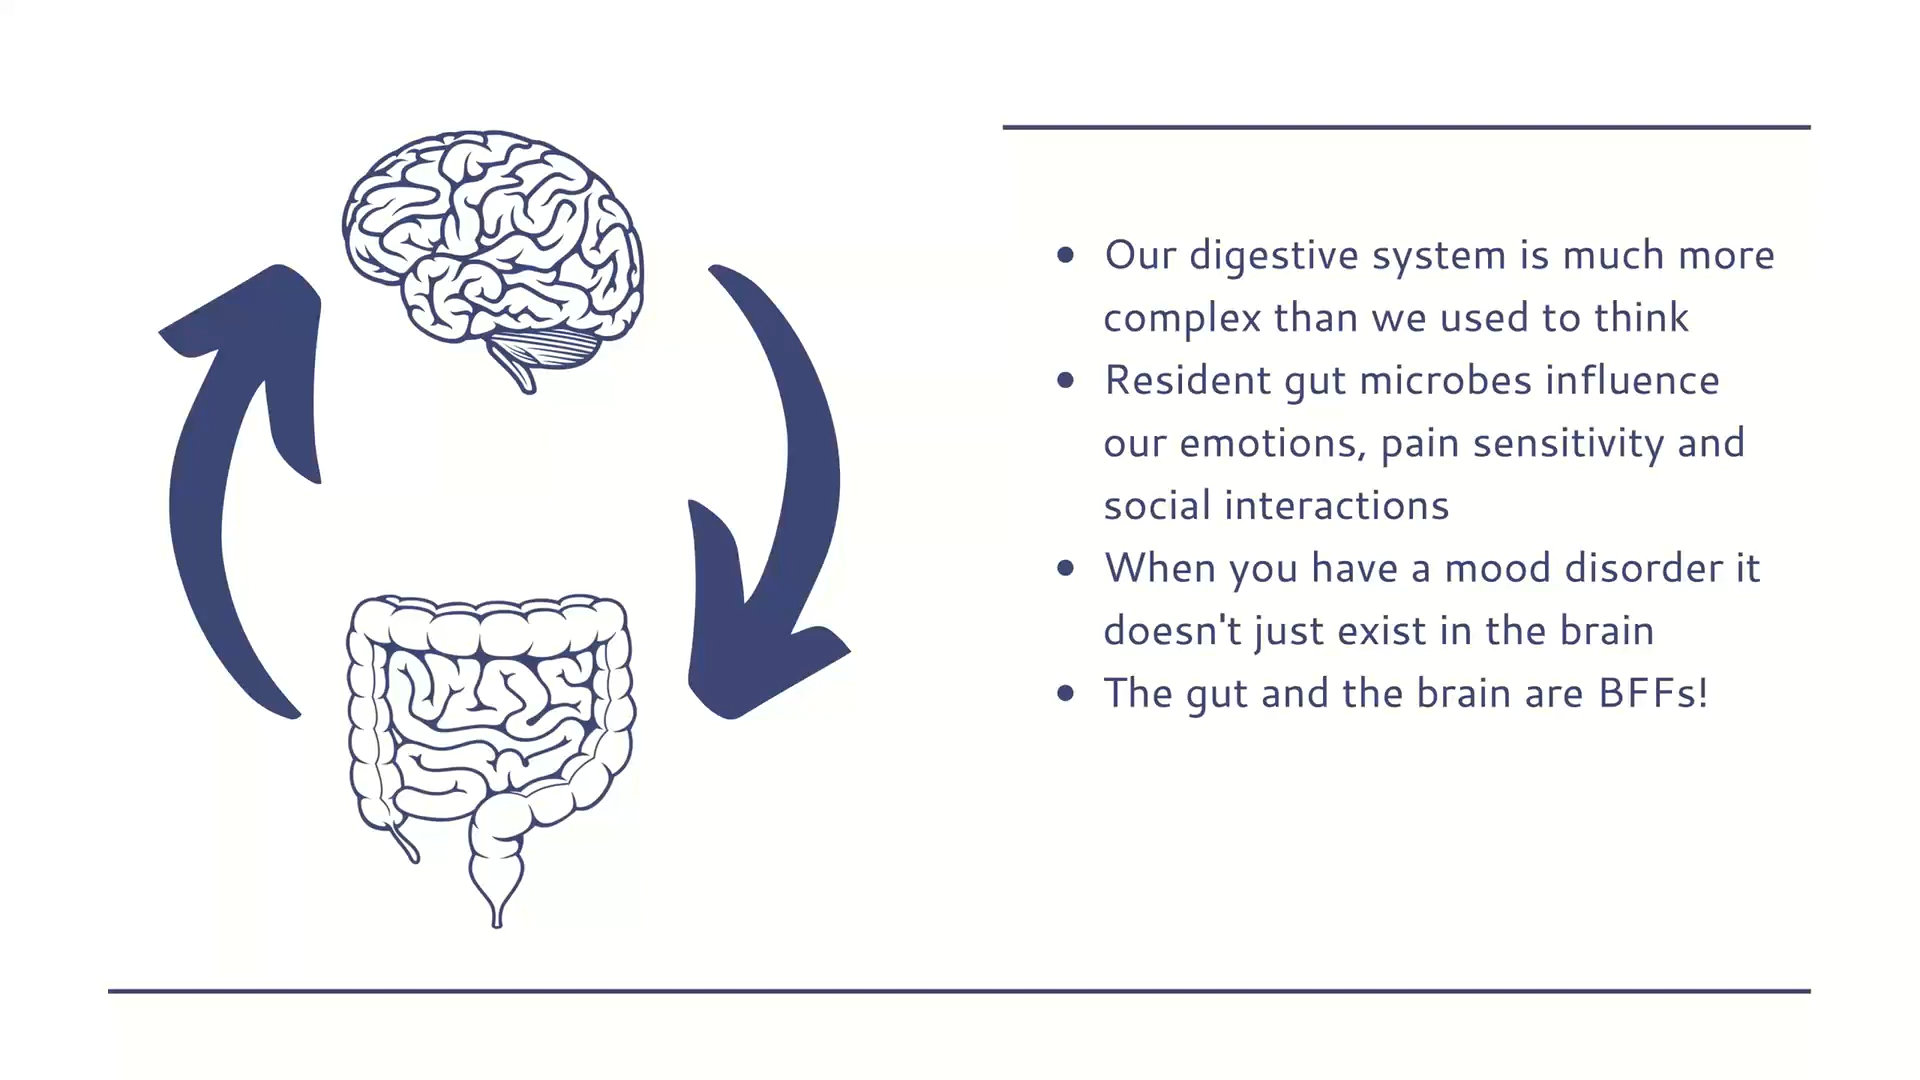 • Our digestive system is much more
complex than we used to think
• Resident gut microbes influence
our emotions, pain sensitivity and
social interactions
• When you have a mood disorder it
doesn't just exist in the brain
• The gut and the brain are BFFs!